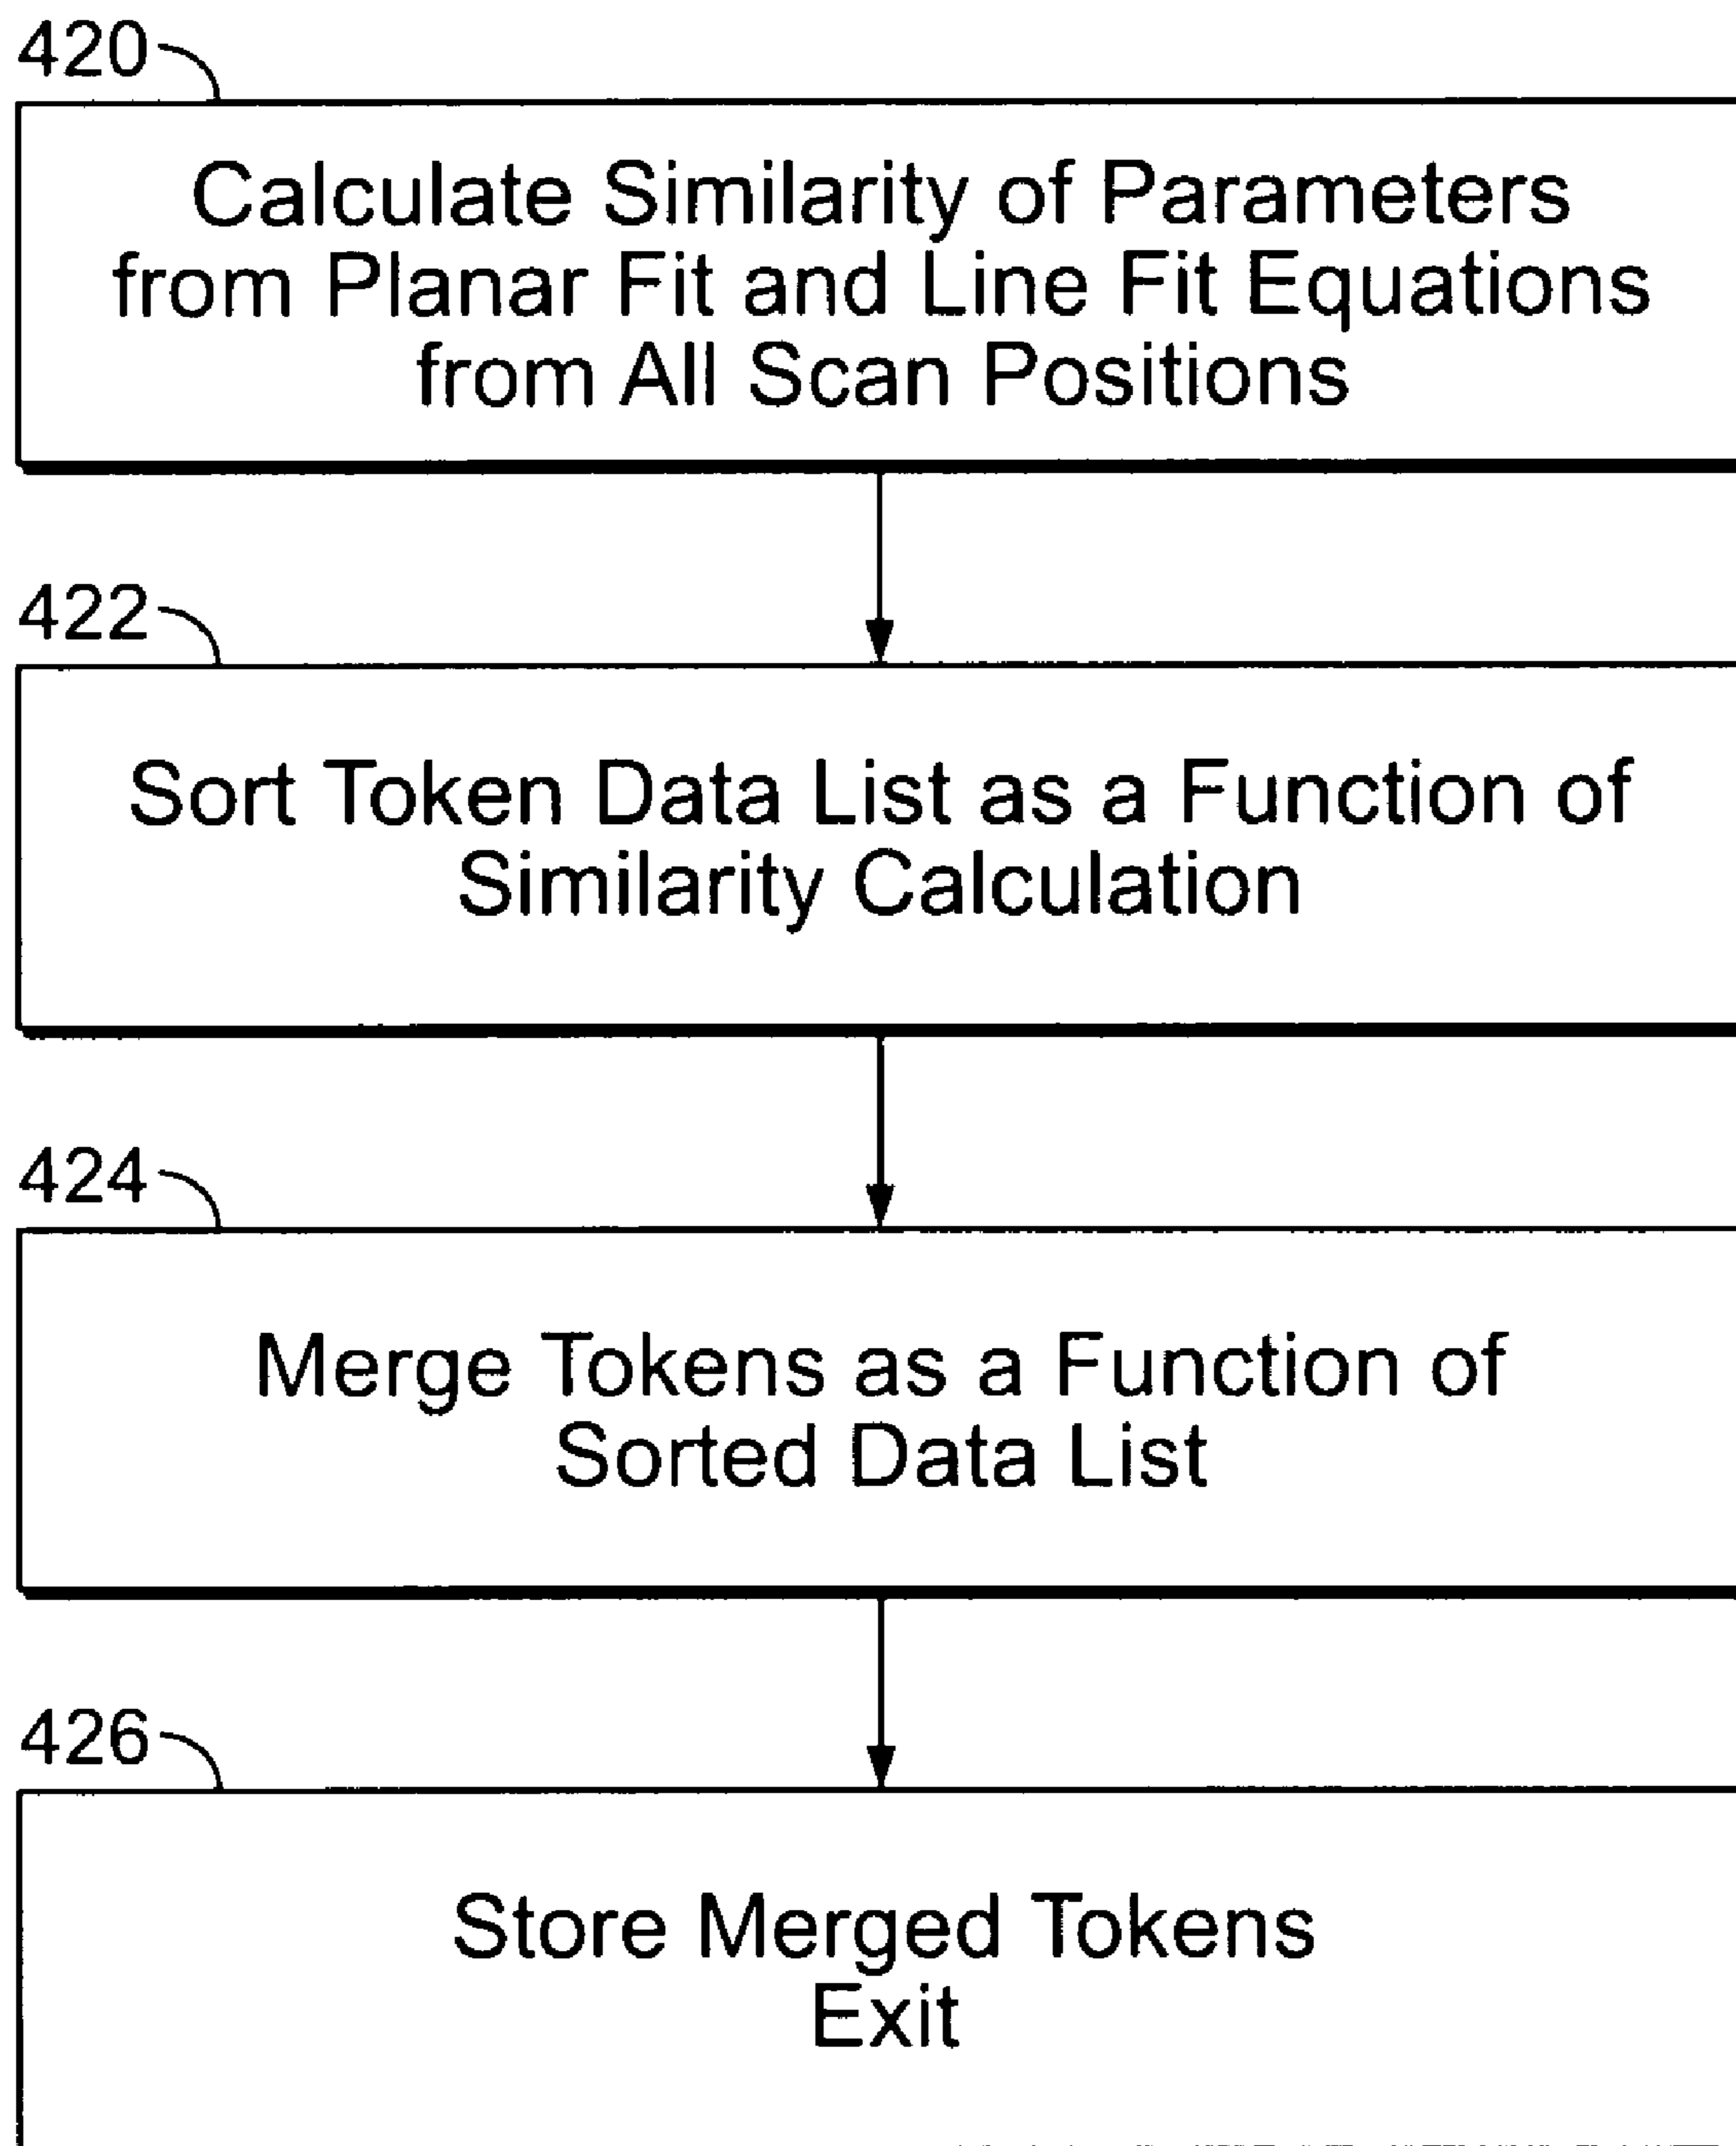 420
Calculate Similarity of Parameters
from Planar Fit and Line Fit Equations
from All Scan Positions
422
Sort Token Data List as a Function of
Similarity Calculation
424
Merge Tokens as a Function of
Sorted Data List
426
Store Merged Tokens
Exit